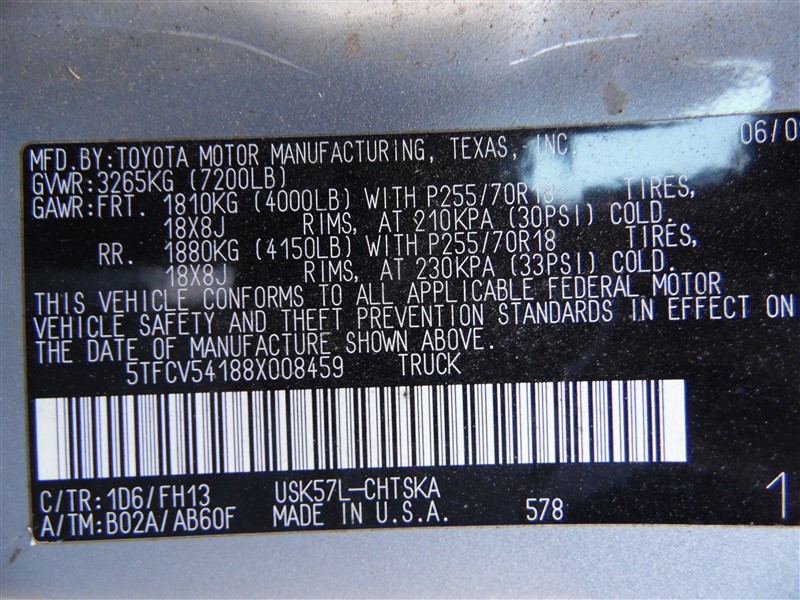 MFD.BY:TOYOTA MOTOR MANUFACTURING, TEXAS, INC. 06/0
GVWR:3265KG (7200LB)
GAWR:FRT. 1810KG (4000LB) WITH P255/70R18 TIRES,
18X8J RIMS, AT 210KPA (30PSI) COLD.
RR. 1880KG (4150LB) WITH P255/70R18 TIRES,
18X8J RIMS, AT 230KPA (33PSI) COLD.
THIS VEHICLE CONFORMS TO ALL APPLICABLE FEDERAL MOTOR
VEHICLE SAFETY AND THEFT PREVENTION STANDARDS IN EFFECT ON
THE DATE OF MANUFACTURE SHOWN ABOVE.
5TFCV54188X008459 TRUCK
C/TR:1D6/FH13 USK57L-CHTSKA 1
A/TM:B02A/AB60F MADE IN U.S.A. 578